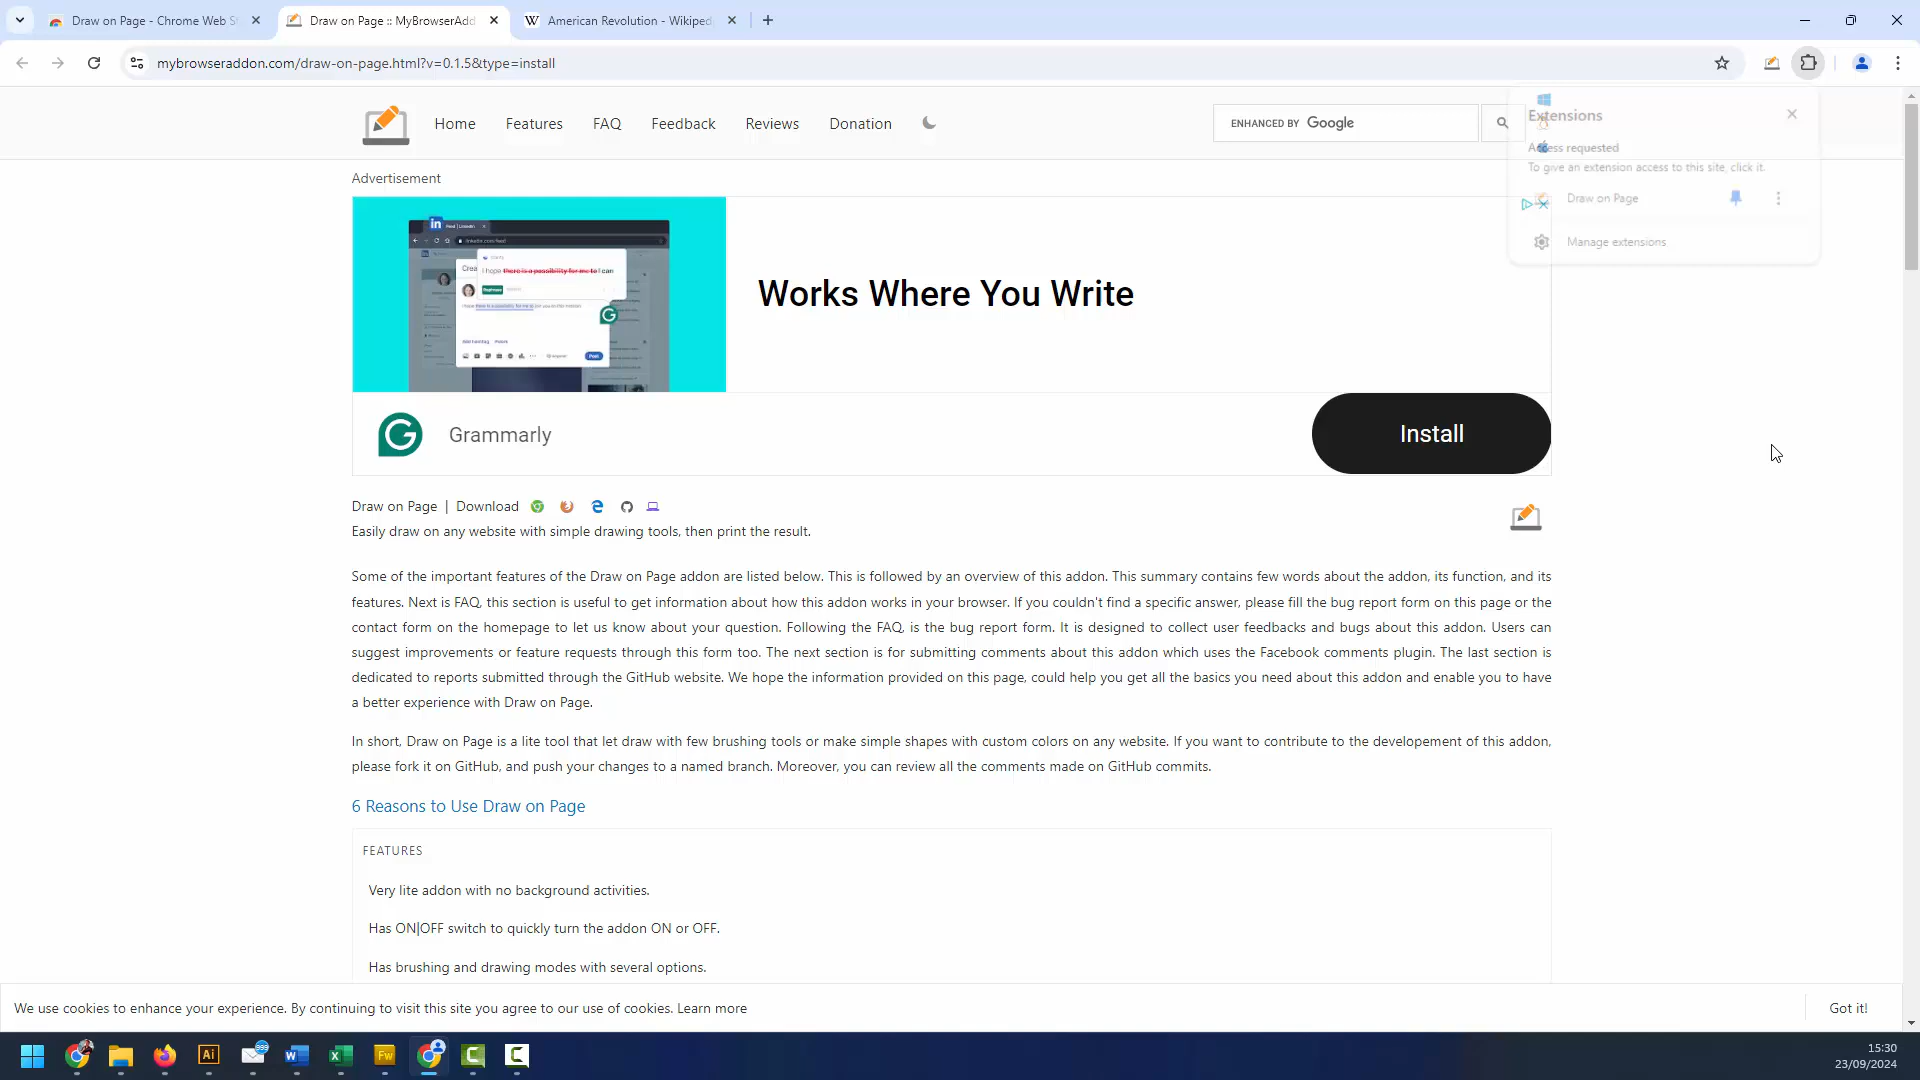 Draw on Page - Chrome Web St
Draw on Page :: MyBrowserAdd
American Revolution - Wikiped
mybrowseraddon.com/draw-on-page.html?v=0.1.5&type=install
Home
Features
FAQ
Feedback
Reviews
Donation
ENHANCED BY Google
Extensions
Access requested
To give an extension access to this site, click it.
Draw on Page
Manage extensions
Advertisement
I hope there is a possibility for me to I can
Works Where You Write
Grammarly
Install
Draw on Page | Download
Easily draw on any website with simple drawing tools, then print the result.
Some of the important features of the Draw on Page addon are listed below. This is followed by an overview of this addon. This summary contains few words about the addon, its function, and its
features. Next is FAQ, this section is useful to get information about how this addon works in your browser. If you couldn't find a specific answer, please fill the bug report form on this page or the
contact form on the homepage to let us know about your question. Following the FAQ, is the bug report form. It is designed to collect user feedbacks and bugs about this addon. Users can
suggest improvements or feature requests through this form too. The next section is for submitting comments about this addon which uses the Facebook comments plugin. The last section is
dedicated to reports submitted through the GitHub website. We hope the information provided on this page, could help you get all the basics you need about this addon and enable you to have
a better experience with Draw on Page.
In short, Draw on Page is a lite tool that let draw with few brushing tools or make simple shapes with custom colors on any website. If you want to contribute to the developement of this addon,
please fork it on GitHub, and push your changes to a named branch. Moreover, you can review all the comments made on GitHub commits.
6 Reasons to Use Draw on Page
FEATURES
Very lite addon with no background activities.
Has ON|OFF switch to quickly turn the addon ON or OFF.
Has brushing and drawing modes with several options.
We use cookies to enhance your experience. By continuing to visit this site you agree to our use of cookies. Learn more
Got it!
15:30
23/09/2024